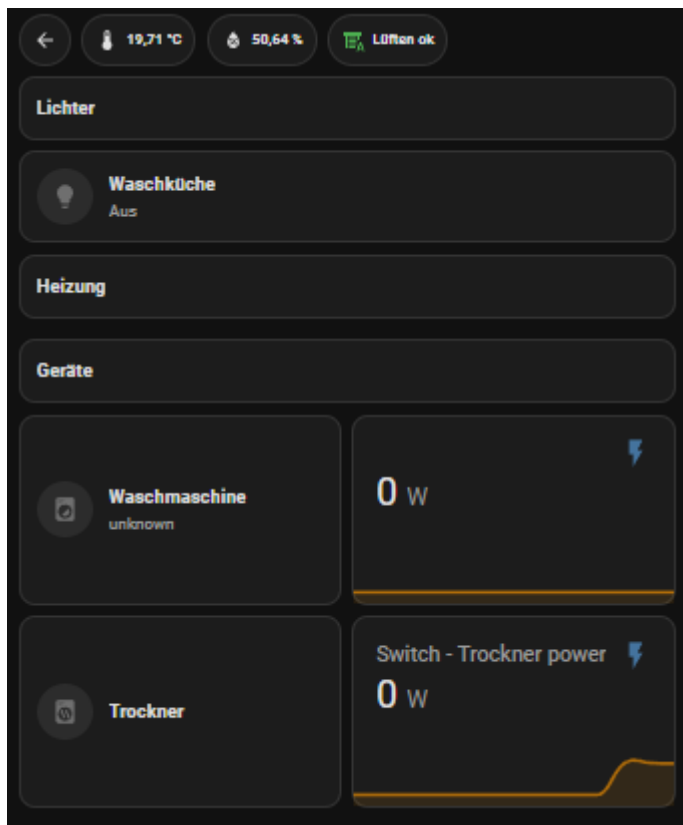 19,71 °C
50,64 %
Lüften ok
Lichter
Waschküche
Aus
Heizung
Geräte
Waschmaschine
unknown
0 W
Trockner
Switch - Trockner power
0 W